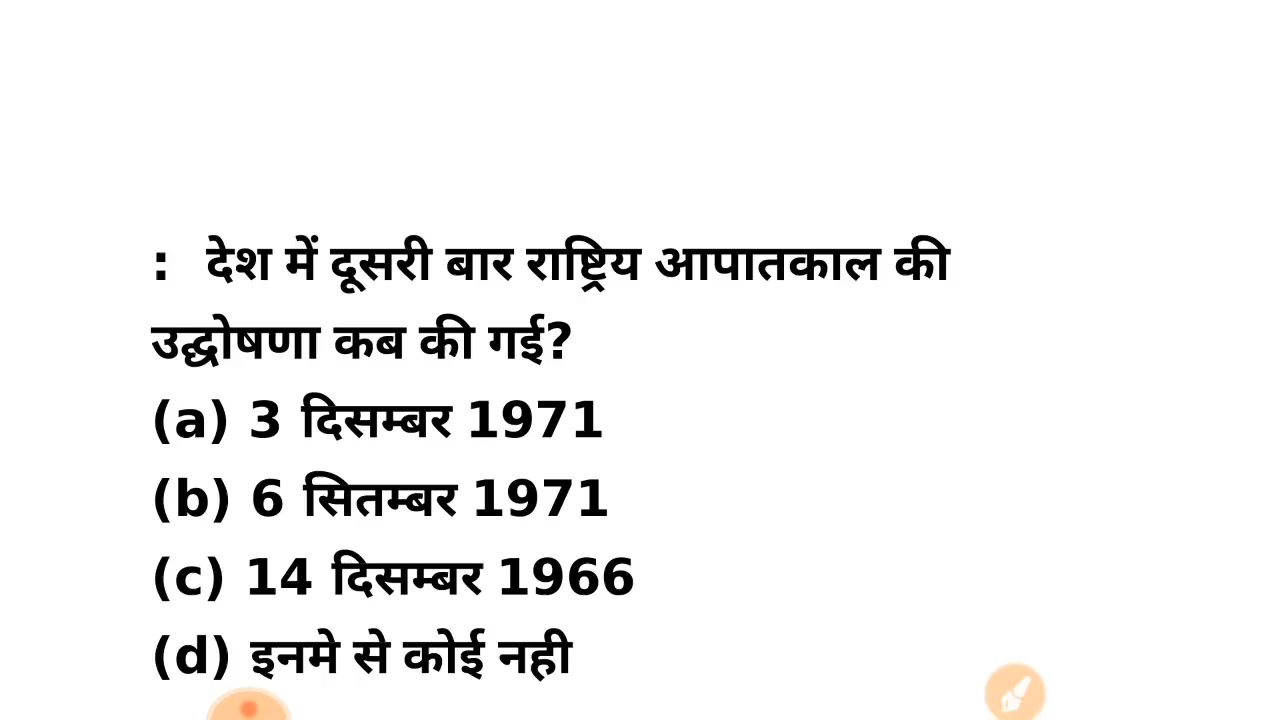 : देश में दूसरी बार राष्ट्रिय आपातकाल की
उद्घोषणा कब की गई?
(a) 3 दिसम्बर 1971
(b) 6 सितम्बर 1971
(c) 14 दिसम्बर 1966
(d) इनमे से कोई नही